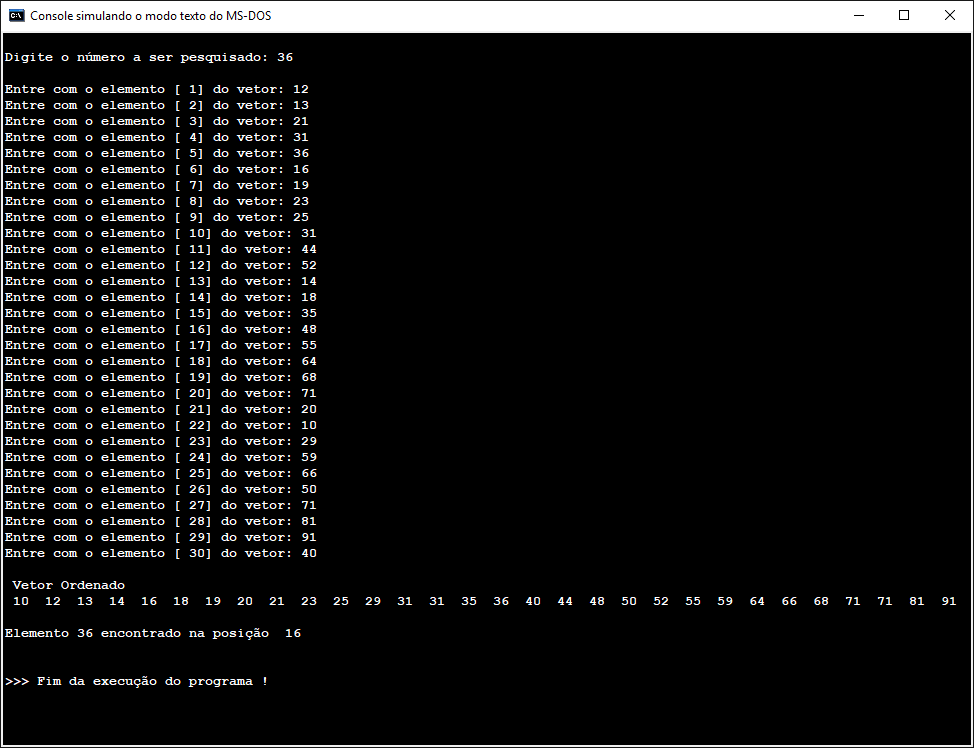 Console simulando o modo texto do MS-DOS
Digite o número a ser pesquisado: 36
Entre com o elemento [ 1] do vetor: 12
Entre com o elemento [ 2] do vetor: 13
Entre com o elemento [ 3] do vetor: 21
Entre com o elemento [ 4] do vetor: 31
Entre com o elemento [ 5] do vetor: 36
Entre com o elemento [ 6] do vetor: 16
Entre com o elemento [ 7] do vetor: 19
Entre com o elemento [ 8] do vetor: 23
Entre com o elemento [ 9] do vetor: 25
Entre com o elemento [ 10] do vetor: 31
Entre com o elemento [ 11] do vetor: 44
Entre com o elemento [ 12] do vetor: 52
Entre com o elemento [ 13] do vetor: 14
Entre com o elemento [ 14] do vetor: 18
Entre com o elemento [ 15] do vetor: 35
Entre com o elemento [ 16] do vetor: 48
Entre com o elemento [ 17] do vetor: 55
Entre com o elemento [ 18] do vetor: 64
Entre com o elemento [ 19] do vetor: 68
Entre com o elemento [ 20] do vetor: 71
Entre com o elemento [ 21] do vetor: 20
Entre com o elemento [ 22] do vetor: 10
Entre com o elemento [ 23] do vetor: 29
Entre com o elemento [ 24] do vetor: 59
Entre com o elemento [ 25] do vetor: 66
Entre com o elemento [ 26] do vetor: 50
Entre com o elemento [ 27] do vetor: 71
Entre com o elemento [ 28] do vetor: 81
Entre com o elemento [ 29] do vetor: 91
Entre com o elemento [ 30] do vetor: 40
Vetor Ordenado
10 12 13 14 16 18 19 20 21 23 25 29 31 31 35 36 40 44 48 50 52 55 59 64 66 68 71 71 81 91
Elemento 36 encontrado na posição  16
>>> Fim da execução do programa !